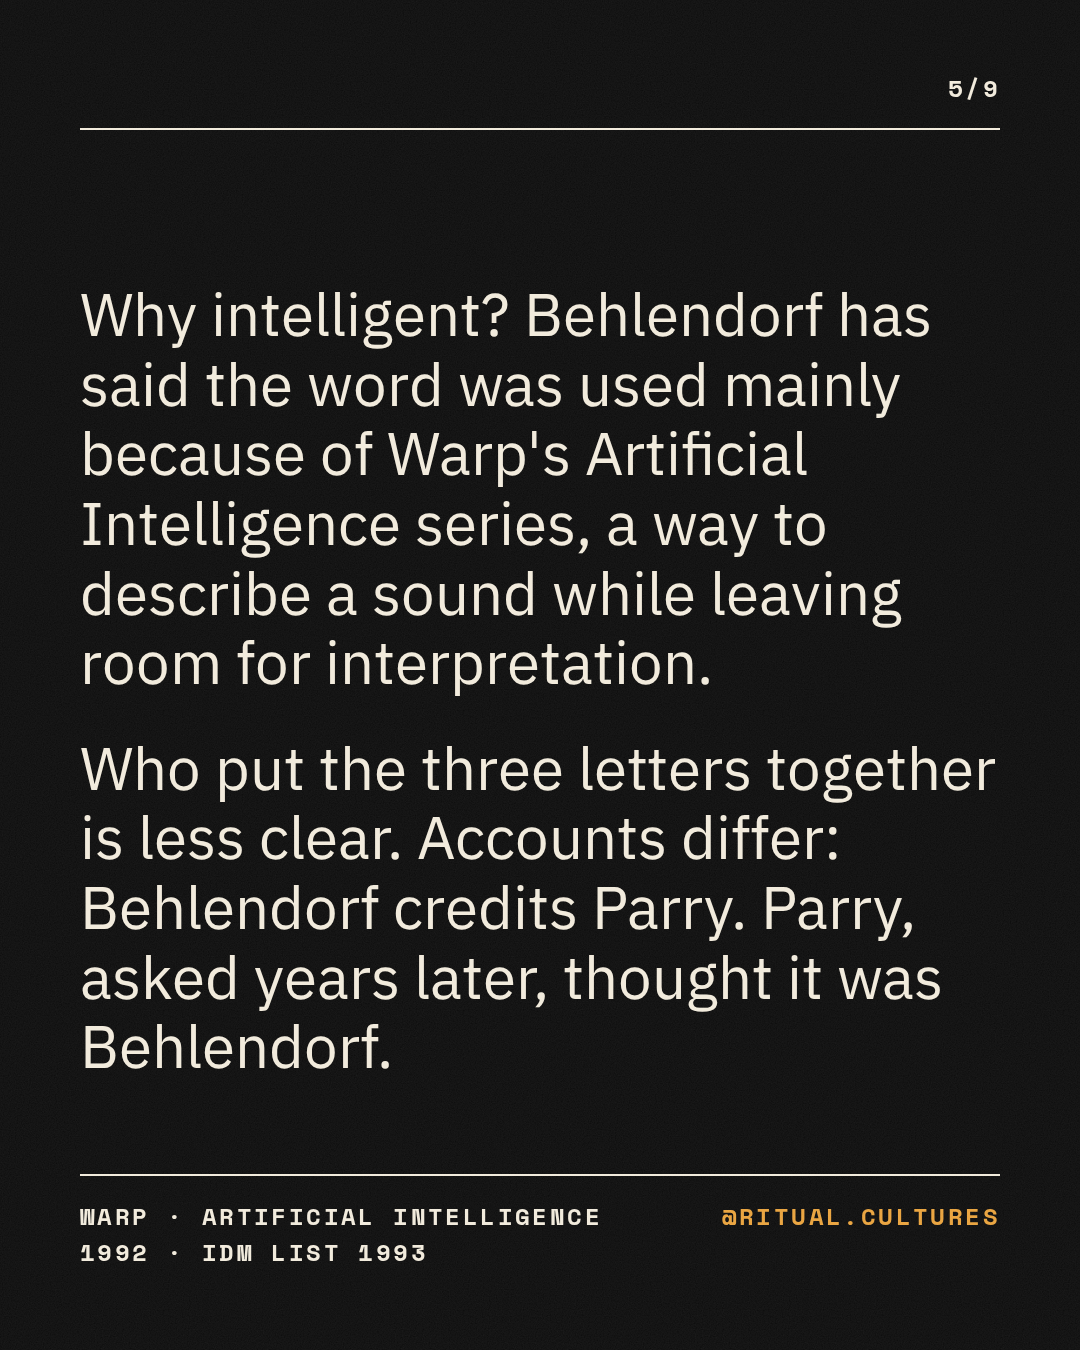 5/9
Why intelligent? Behlendorf has
said the word was used mainly
because of Warp's Artificial
Intelligence series, a way to
describe a sound while leaving
room for interpretation.
Who put the three letters together
is less clear. Accounts differ:
Behlendorf credits Parry. Parry,
asked years later, thought it was
Behlendorf.
WARP · ARTIFICIAL INTELLIGENCE
1992 · IDM LIST 1993
@RITUAL.CULTURES